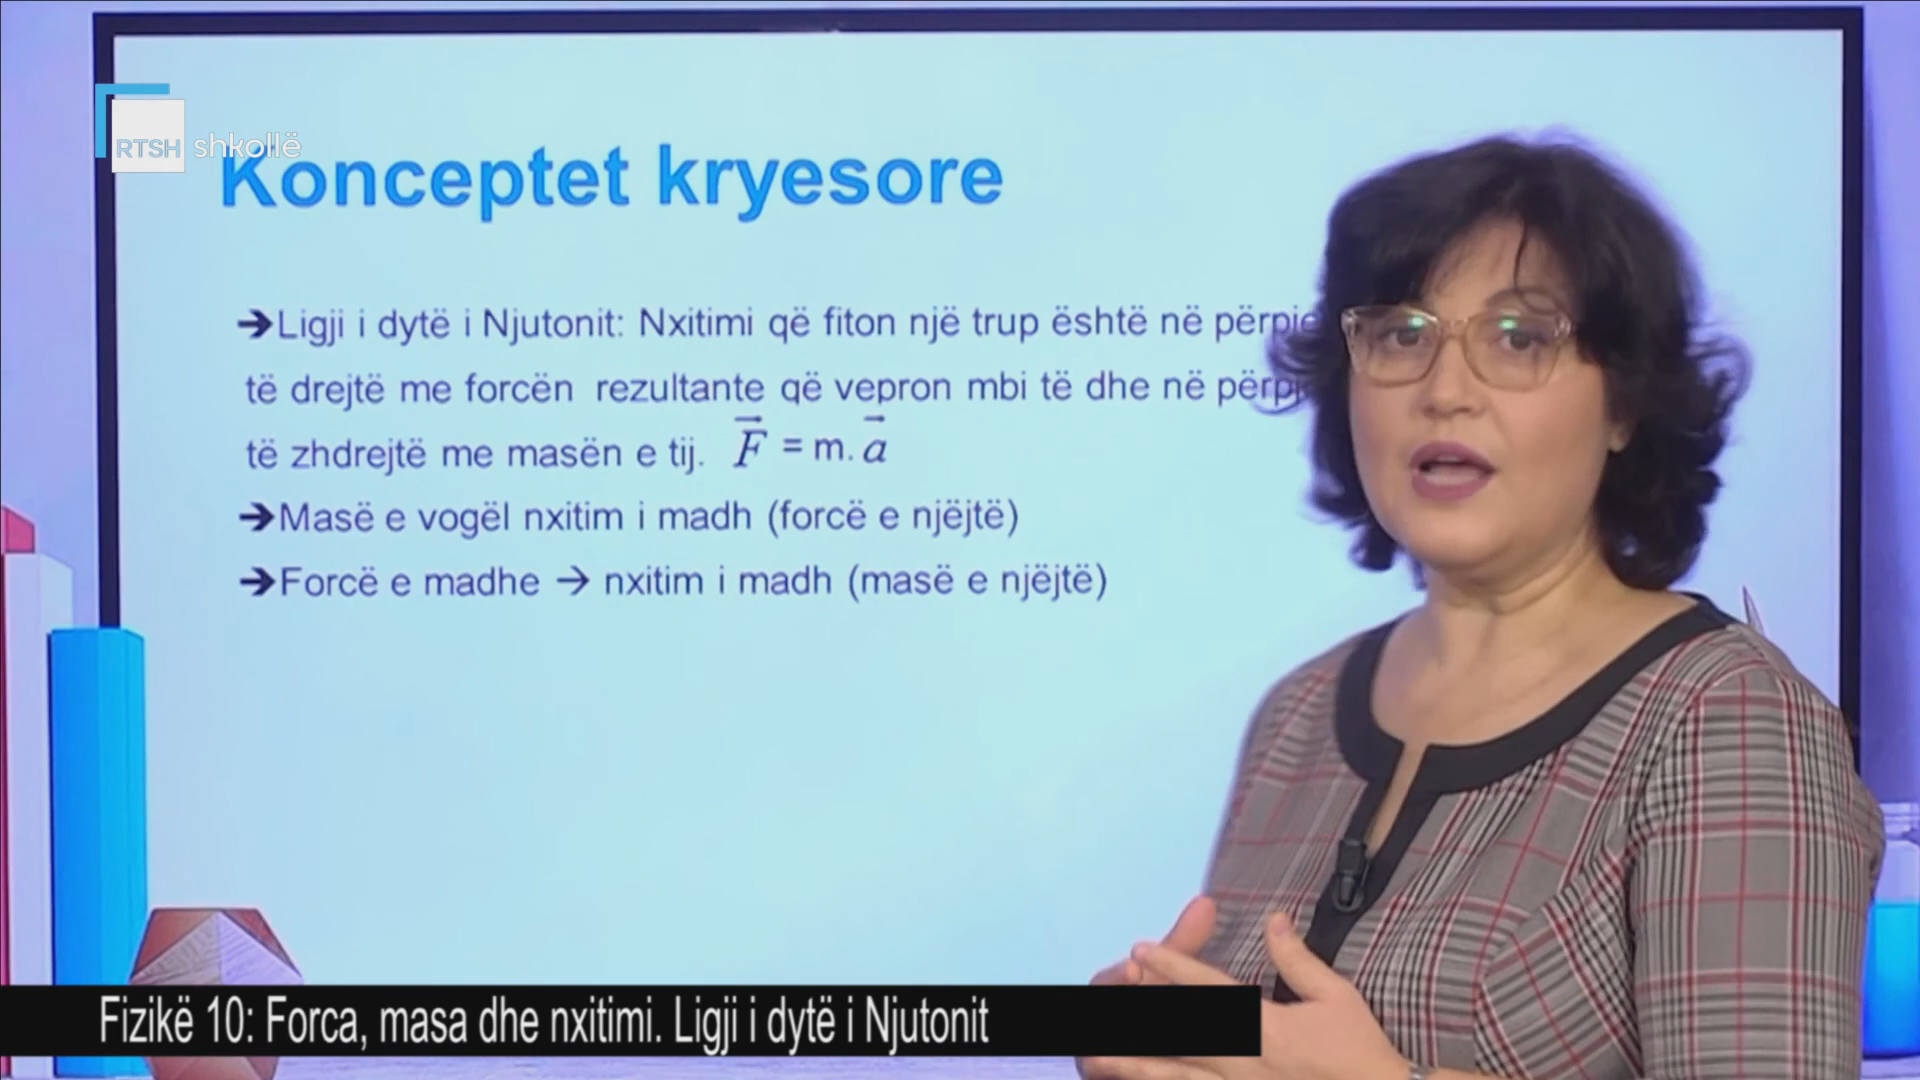 RTSH shkollë
Konceptet kryesore
➔Ligji i dytë i Njutonit: Nxitimi që fiton një trup është në
të drejtë me forcën rezultante që vepron mbi të dhe në
të zhdrejtë me masën e tij. F = m. a
➔Masë e vogël nxitim i madh (forcë e njëjtë)
➔Forcë e madhe → nxitim i madh (masë e njëjtë)
Fizikë 10: Forca, masa dhe nxitimi. Ligji i dytë i Njutonit